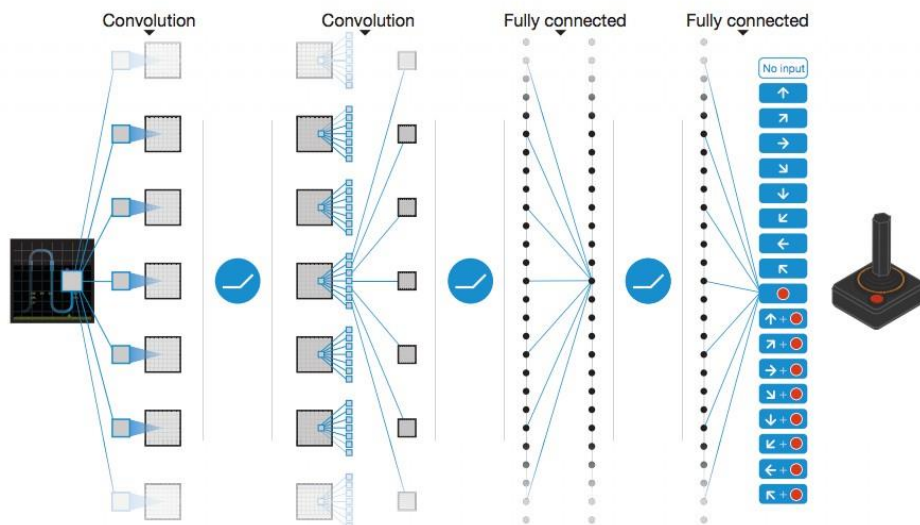 Convolution
Convolution
Fully connected
Fully connected
No input
+
+
+
+
+
+
+
+